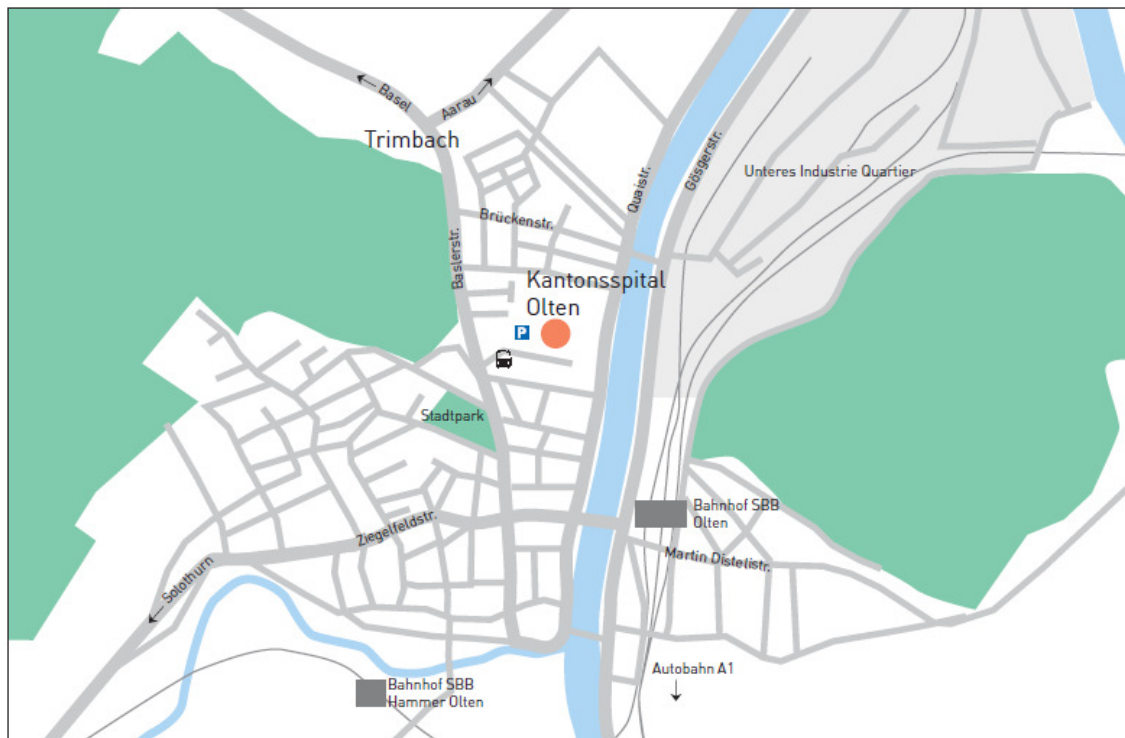 ← Basel
Aarau →
Trimbach
Quaistr.
Gösgerstr.
Unteres Industrie Quartier
Brückenstr.
Baslerstr.
Kantonsspital
Olten
P
Stadtpark
Bahnhof SBB
Olten
Ziegelfeldstr.
Martin Distelistr.
← Solothurn
Autobahn A1
↓
Bahnhof SBB
Hammer Olten